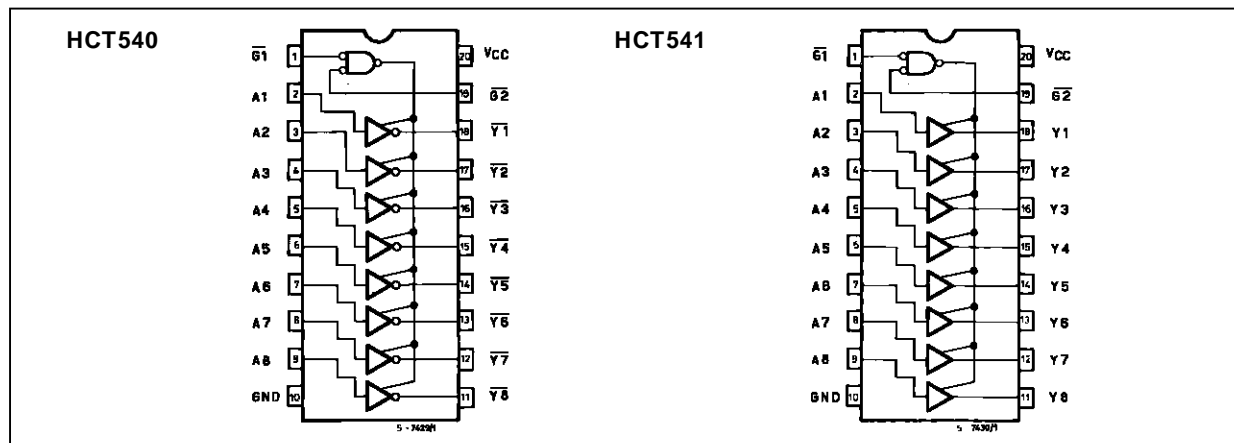 HCT540
G1 1 20 VCC
A1 2 19 G2
A2 3 18 Y1
A3 4 17 Y2
A4 5 16 Y3
A5 6 15 Y4
A6 7 14 Y5
A7 8 13 Y6
A8 9 12 Y7
GND 10 11 Y8
S-7429/1
HCT541
G1 1 20 VCC
A1 2 19 G2
A2 3 18 Y1
A3 4 17 Y2
A4 5 16 Y3
A5 6 15 Y4
A6 7 14 Y5
A7 8 13 Y6
A8 9 12 Y7
GND 10 11 Y8
S 7430/1